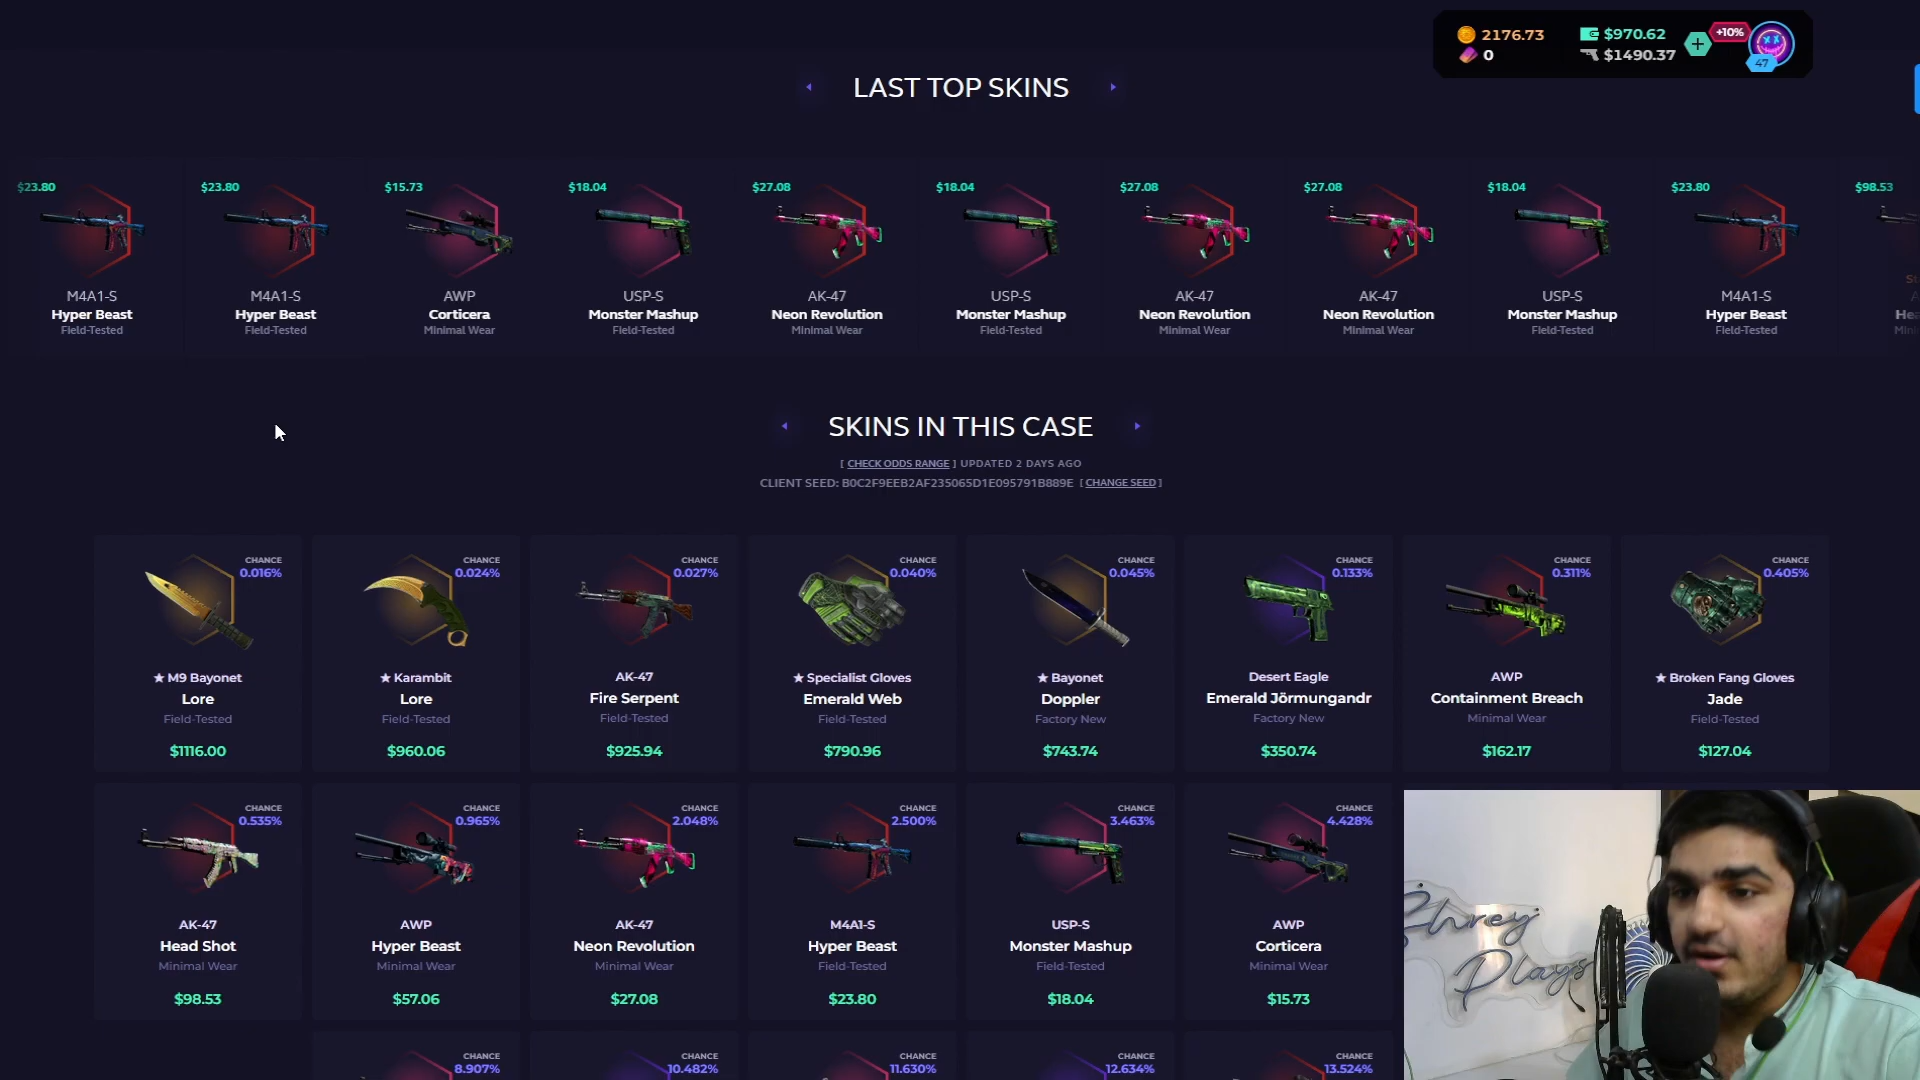 2176.73
0
$970.62
$1490.37
+10%
47
LAST TOP SKINS
$23.80
M4A1-S
Hyper Beast
Field-Tested
$23.80
M4A1-S
Hyper Beast
Field-Tested
$15.73
AWP
Corticera
Minimal Wear
$18.04
USP-S
Monster Mashup
Field-Tested
$27.08
AK-47
Neon Revolution
Minimal Wear
$18.04
USP-S
Monster Mashup
Field-Tested
$27.08
AK-47
Neon Revolution
Minimal Wear
$27.08
AK-47
Neon Revolution
Minimal Wear
$18.04
USP-S
Monster Mashup
Field-Tested
$23.80
M4A1-S
Hyper Beast
Field-Tested
$98.53
SKINS IN THIS CASE
[ CHECK ODDS RANGE ] UPDATED 2 DAYS AGO
CLIENT SEED: B0C2F9EEB2AF235065D1E095791B889E [ CHANGE SEED ]
CHANCE
0.016%
★ M9 Bayonet
Lore
Field-Tested
$1116.00
CHANCE
0.024%
★ Karambit
Lore
Field-Tested
$960.06
CHANCE
0.027%
AK-47
Fire Serpent
Field-Tested
$925.94
CHANCE
0.040%
★ Specialist Gloves
Emerald Web
Field-Tested
$790.96
CHANCE
0.045%
★ Bayonet
Doppler
Factory New
$743.74
CHANCE
0.133%
Desert Eagle
Emerald Jörmungandr
Factory New
$350.74
CHANCE
0.311%
AWP
Containment Breach
Minimal Wear
$162.17
CHANCE
0.405%
★ Broken Fang Gloves
Jade
Field-Tested
$127.04
CHANCE
0.535%
AK-47
Head Shot
Minimal Wear
$98.53
CHANCE
0.965%
AWP
Hyper Beast
Minimal Wear
$57.06
CHANCE
2.048%
AK-47
Neon Revolution
Minimal Wear
$27.08
CHANCE
2.500%
M4A1-S
Hyper Beast
Field-Tested
$23.80
CHANCE
3.463%
USP-S
Monster Mashup
Field-Tested
$18.04
CHANCE
4.428%
AWP
Corticera
Minimal Wear
$15.73
Shrey
Plays
CHANCE
8.907%
CHANCE
10.482%
CHANCE
11.630%
CHANCE
12.634%
CHANCE
13.524%